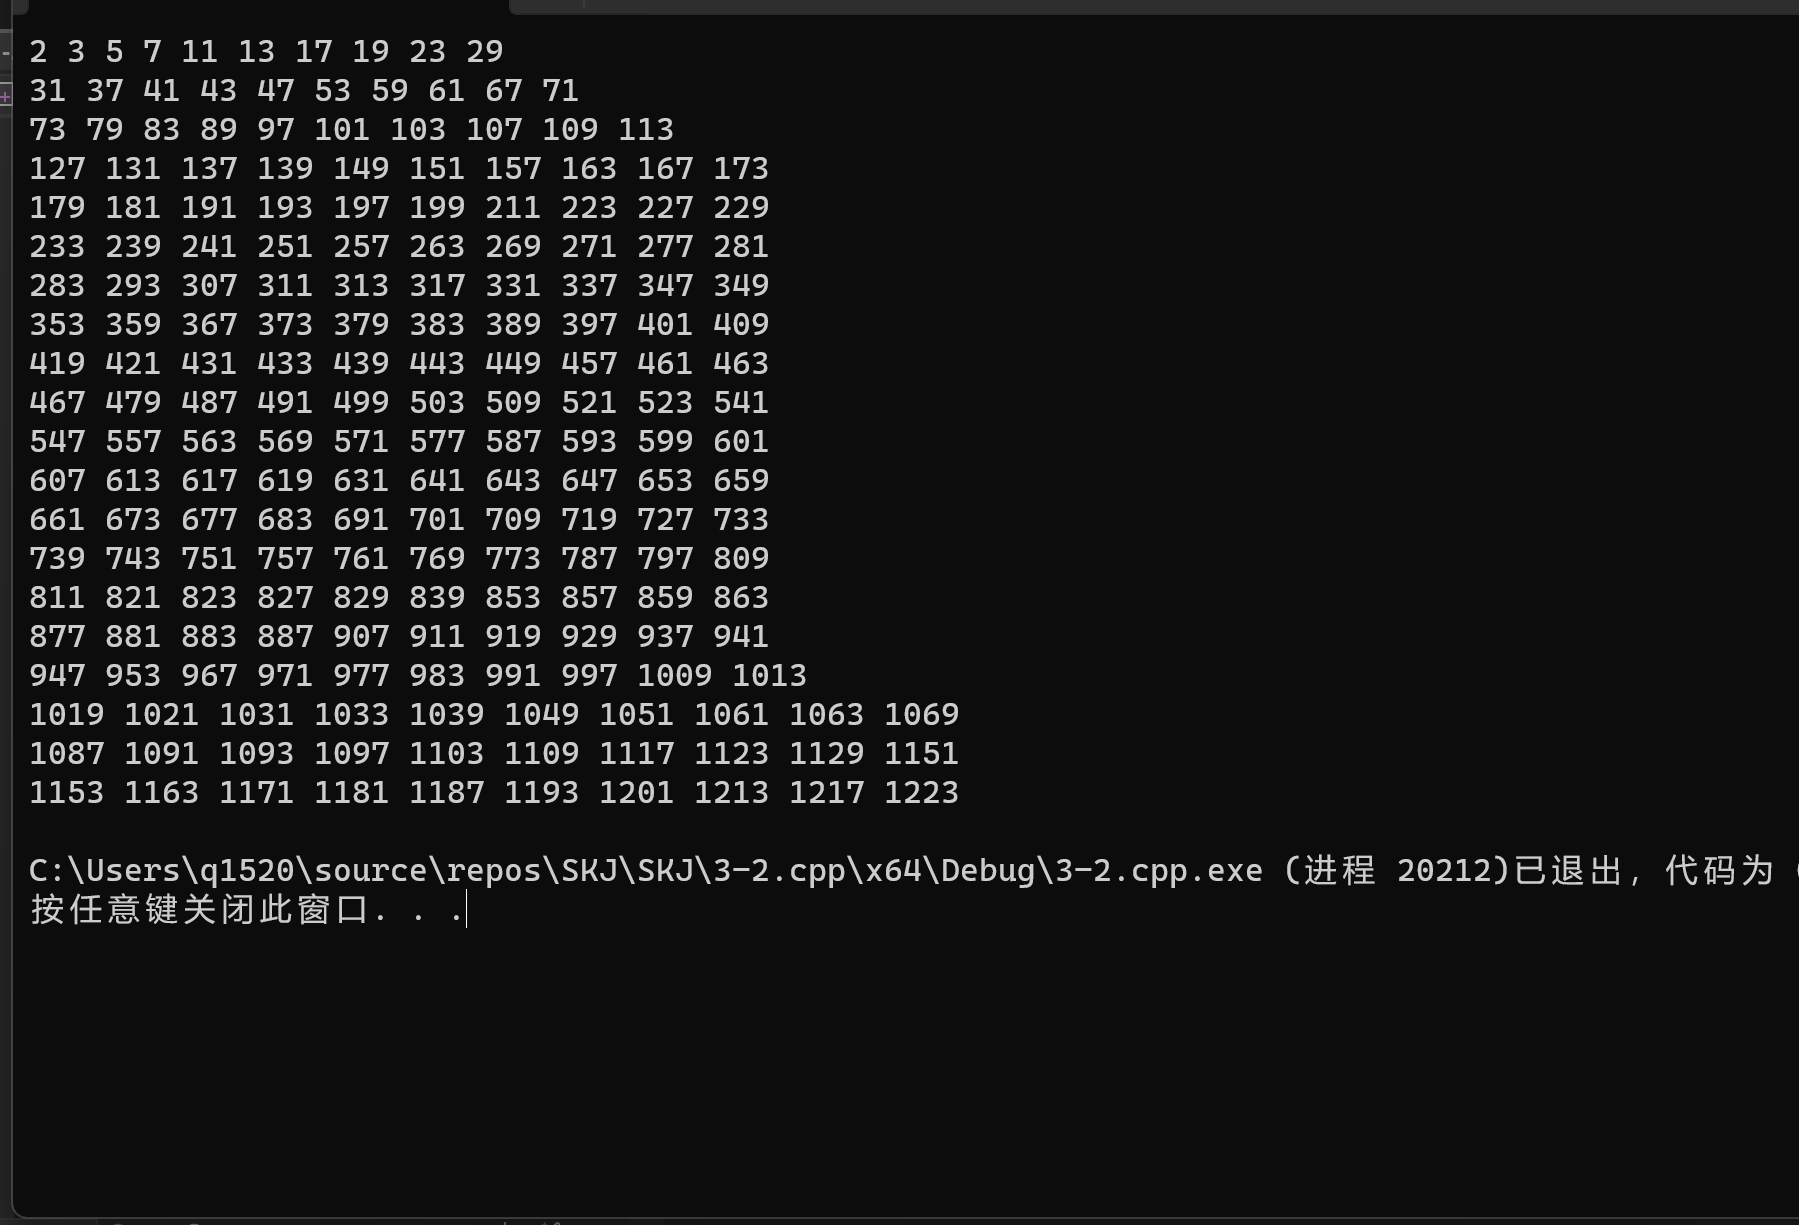 2 3 5 7 11 13 17 19 23 29
31 37 41 43 47 53 59 61 67 71
73 79 83 89 97 101 103 107 109 113
127 131 137 139 149 151 157 163 167 173
179 181 191 193 197 199 211 223 227 229
233 239 241 251 257 263 269 271 277 281
283 293 307 311 313 317 331 337 347 349
353 359 367 373 379 383 389 397 401 409
419 421 431 433 439 443 449 457 461 463
467 479 487 491 499 503 509 521 523 541
547 557 563 569 571 577 587 593 599 601
607 613 617 619 631 641 643 647 653 659
661 673 677 683 691 701 709 719 727 733
739 743 751 757 761 769 773 787 797 809
811 821 823 827 829 839 853 857 859 863
877 881 883 887 907 911 919 929 937 941
947 953 967 971 977 983 991 997 1009 1013
1019 1021 1031 1033 1039 1049 1051 1061 1063 1069
1087 1091 1093 1097 1103 1109 1117 1123 1129 1151
1153 1163 1171 1181 1187 1193 1201 1213 1217 1223
C:\Users\q1520\source\repos\SKJ\SKJ\3-2.cpp\x64\Debug\3-2.cpp.exe (进程 20212)已退出，代码为
按任意键关闭此窗口. . .